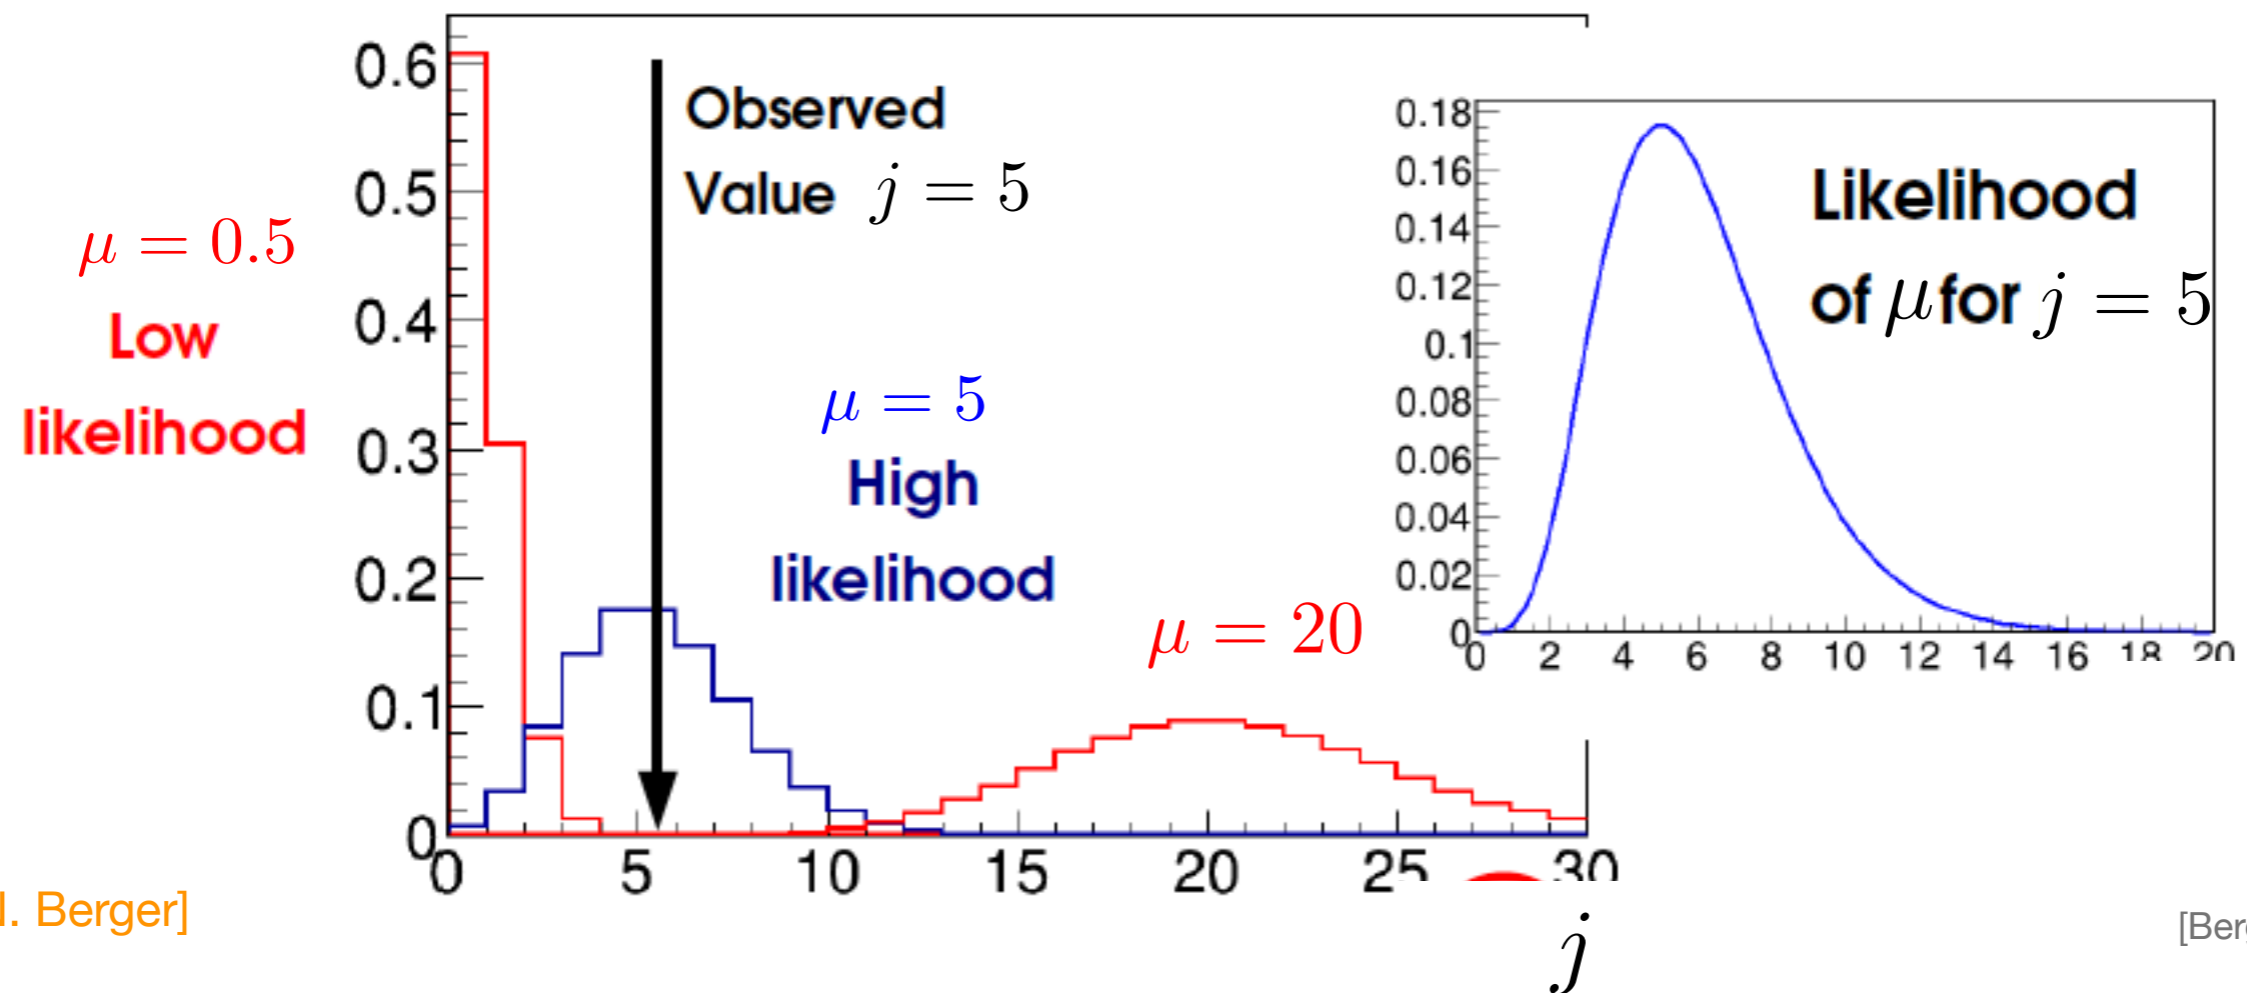 0.6
0.5
0.4
0.3
0.2
0.1
0
0 5 10 15 20 25 30
j
Observed
Value j = 5
μ = 0.5
Low
likelihood
μ = 5
High
likelihood
μ = 20
0.18
0.16
0.14
0.12
0.1
0.08
0.06
0.04
0.02
0
0 2 4 6 8 10 12 14 16 18 20
Likelihood
of μ for j = 5
. Berger]
[Ber